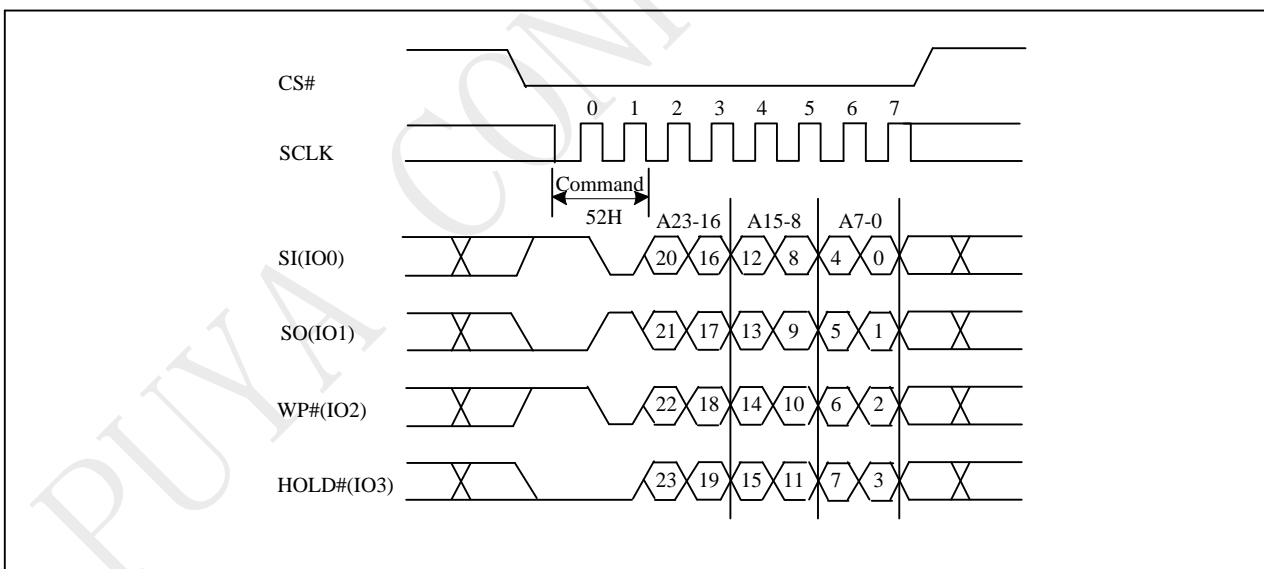 PUYA CONF
CS#
0 1 2 3 4 5 6 7
SCLK
Command
52H
A23-16 A15-8 A7-0
SI(IO0) 20 16 12 8 4 0
SO(IO1) 21 17 13 9 5 1
WP#(IO2) 22 18 14 10 6 2
HOLD#(IO3) 23 19 15 11 7 3